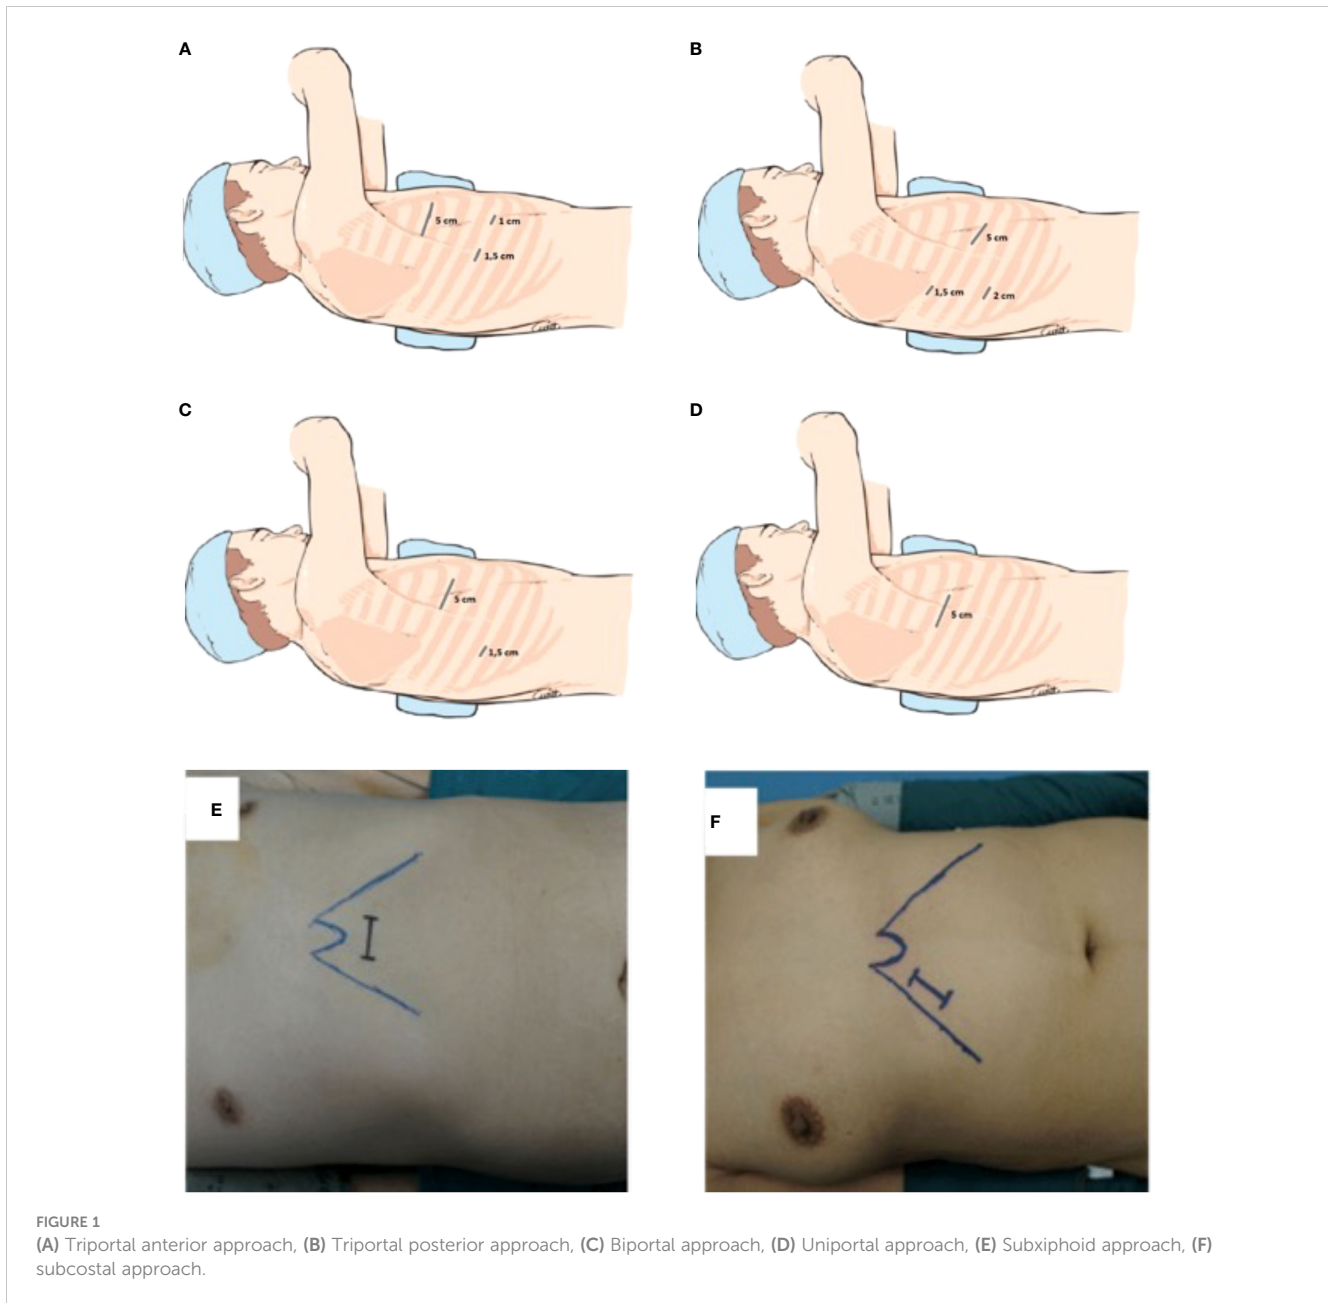 A
B
5 cm
1 cm
1,5 cm
5 cm
1,5 cm
2 cm
C
D
5 cm
1,5 cm
5 cm
E
F
FIGURE 1
(A) Triportal anterior approach, (B) Triportal posterior approach, (C) Biportal approach, (D) Uniportal approach, (E) Subxiphoid approach, (F)
subcostal approach.